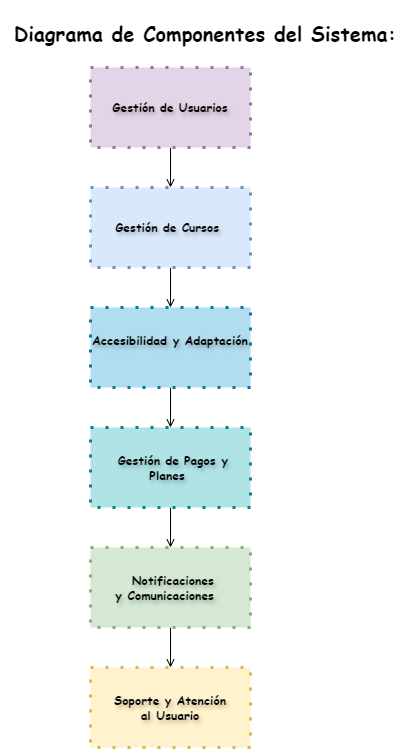 Diagrama de Componentes del Sistema:
Gestión de Usuarios
Gestión de Cursos
Accesibilidad y Adaptación
Gestión de Pagos y
Planes
Notificaciones
y Comunicaciones
Soporte y Atención
al Usuario